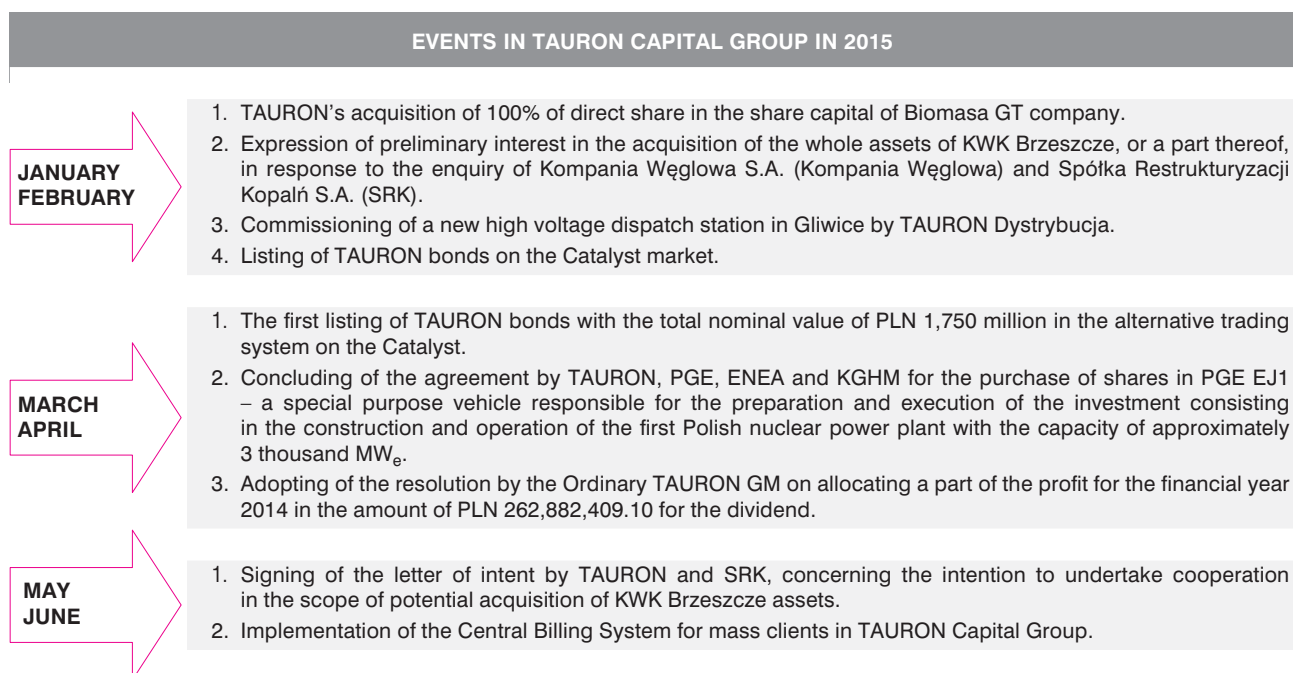 EVENTS IN TAURON CAPITAL GROUP IN 2015
JANUARY
FEBRUARY
1. TAURON's acquisition of 100% of direct share in the share capital of Biomasa GT company.
2. Expression of preliminary interest in the acquisition of the whole assets of KWK Brzeszcze, or a part thereof,
in response to the enquiry of Kompania Węglowa S.A. (Kompania Węglowa) and Spółka Restrukturyzacji
Kopalń S.A. (SRK).
3. Commissioning of a new high voltage dispatch station in Gliwice by TAURON Dystrybucja.
4. Listing of TAURON bonds on the Catalyst market.
MARCH
APRIL
1. The first listing of TAURON bonds with the total nominal value of PLN 1,750 million in the alternative trading
system on the Catalyst.
2. Concluding of the agreement by TAURON, PGE, ENEA and KGHM for the purchase of shares in PGE EJ1
– a special purpose vehicle responsible for the preparation and execution of the investment consisting
in the construction and operation of the first Polish nuclear power plant with the capacity of approximately
3 thousand MWe.
3. Adopting of the resolution by the Ordinary TAURON GM on allocating a part of the profit for the financial year
2014 in the amount of PLN 262,882,409.10 for the dividend.
MAY
JUNE
1. Signing of the letter of intent by TAURON and SRK, concerning the intention to undertake cooperation
in the scope of potential acquisition of KWK Brzeszcze assets.
2. Implementation of the Central Billing System for mass clients in TAURON Capital Group.